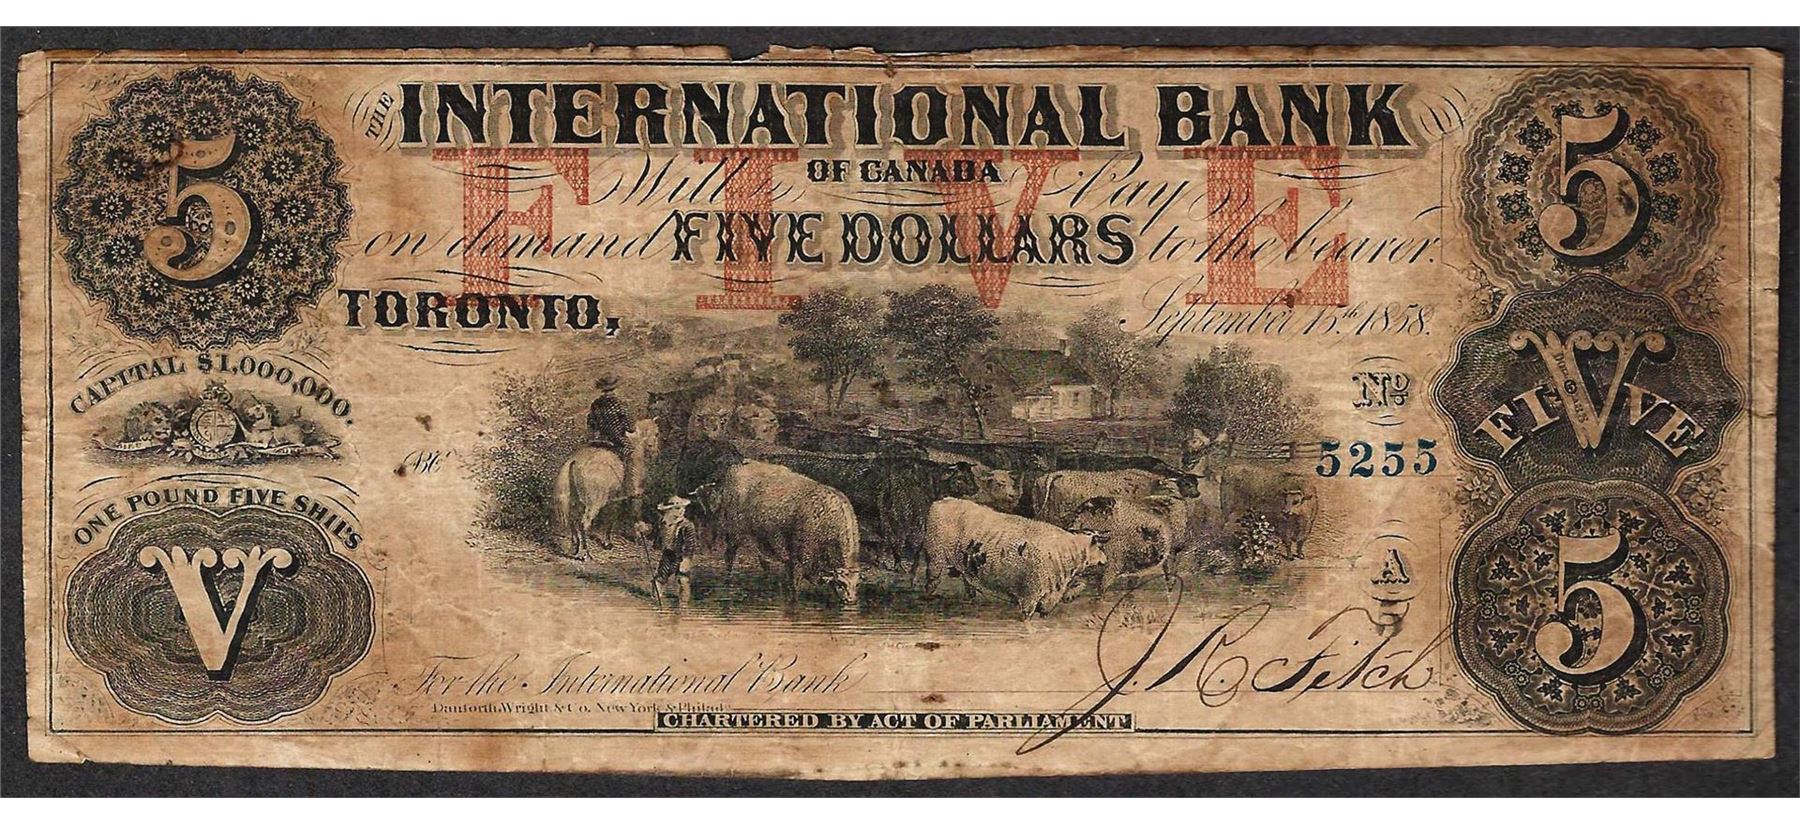 5
THE INTERNATIONAL BANK
OF CANADA
FIVE
Will Pay
on demand FIVE DOLLARS to the bearer.
TORONTO,
September 15th, 1858.
CAPITAL $1,000,000.
ONE POUND FIVE SHIL'S
V
No
5255
A
5
V
FIVE
5
For the International Bank
J. R. Fitch
Danforth, Wright & Co. New York & Philada
CHARTERED BY ACT OF PARLIAMENT